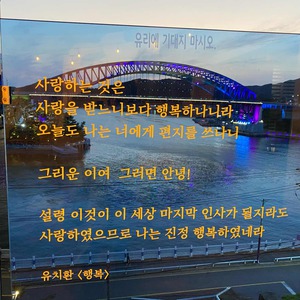 유리에 기대지 마시오.
사랑하는 것은
사랑을 받느니보다 행복하나니라
오늘도 나는 너에게 편지를 쓰나니
그리운 이여 그러면 안녕!
설령 이것이 이 세상 마지막 인사가 될지라도
사랑하였으므로 나는 진정 행복하였네라
유치환 <행복>